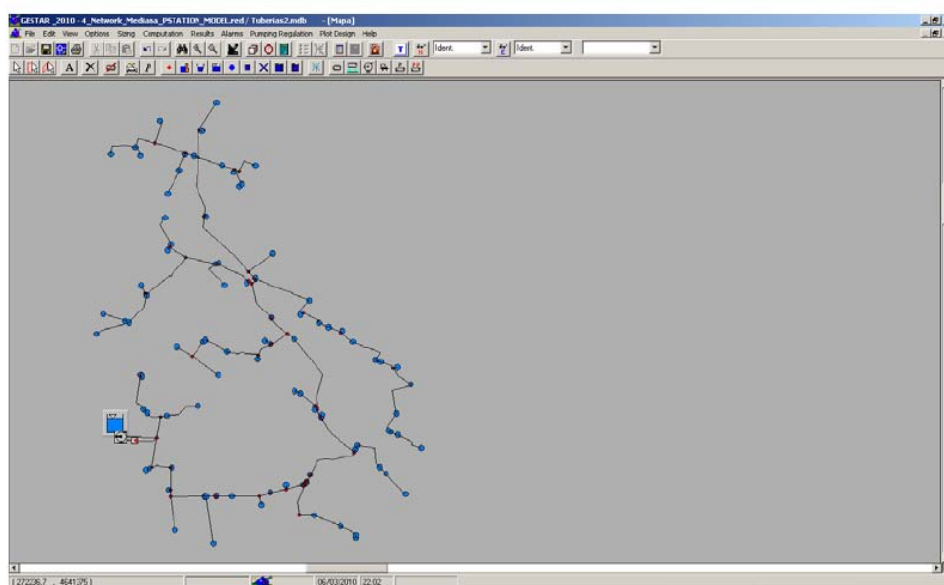 GESTAR _2010 - 4_Network_Mediana_PSTATION_MODEL.red / Tuberias2.mdb - [Mapa]
File Edit View Options Sizing Computation Results Alarms Pumping Regulation Plot Design Help
T Ident. Ident.
A
( 272236.7 , 4641375 ) 06/03/2010 22:02